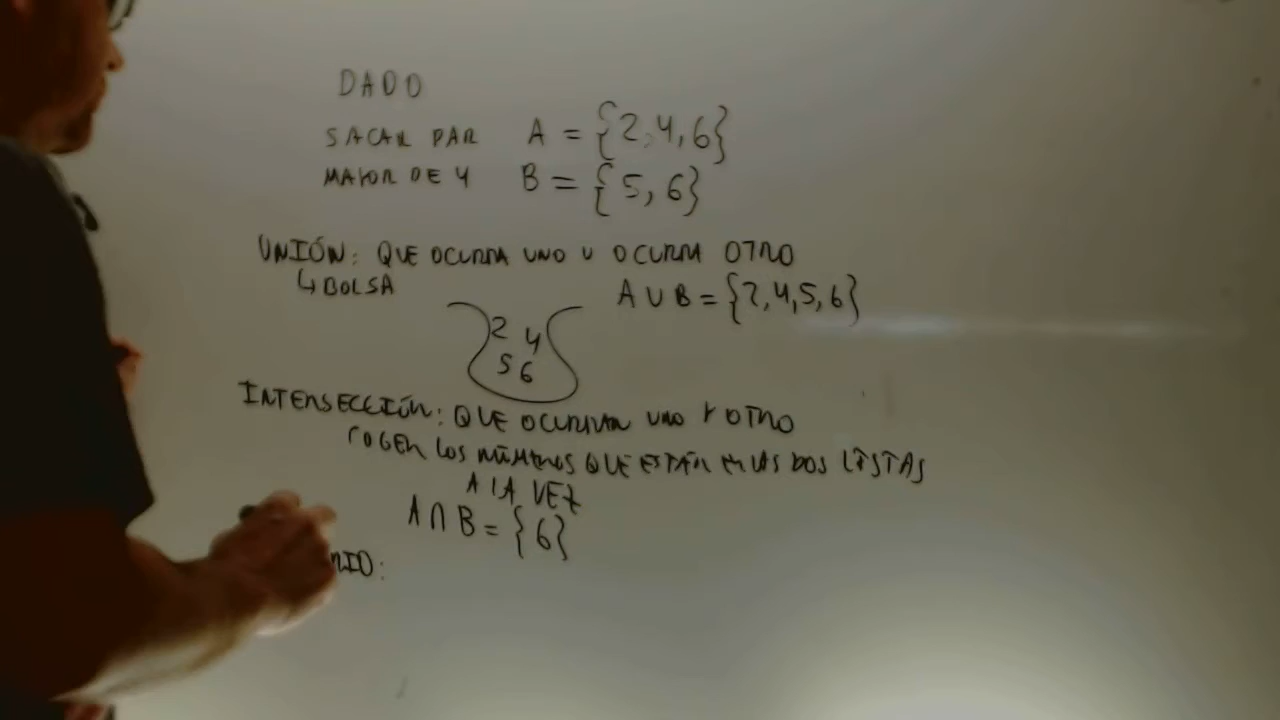 DADO
SACAR PAR A = {2,4,6}
MAYOR DE 4 B = {5,6}
UNIÓN: QUE OCURRA UNO U OCURRA OTRO
↳BOLSA A∪B = {2,4,5,6}
2 4
5 6
INTERSECCIÓN: QUE OCURRAN UNO Y OTRO
COGER LOS NÚMEROS QUE ESTÁN EN LAS DOS LISTAS
A LA VEZ
A∩B = {6}
RIO: